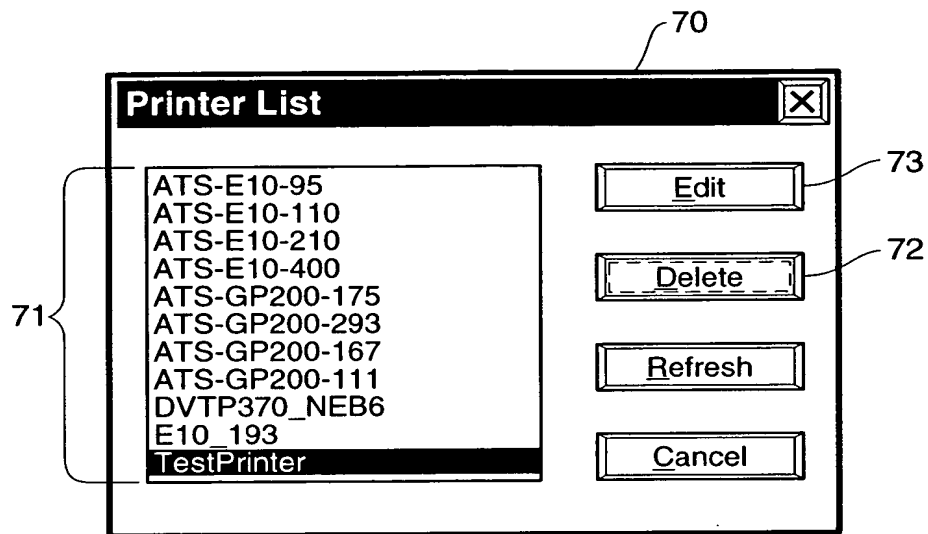 70
Printer List
ATS-E10-95
ATS-E10-110
ATS-E10-210
ATS-E10-400
ATS-GP200-175
ATS-GP200-293
ATS-GP200-167
ATS-GP200-111
DVTP370_NEB6
E10_193
TestPrinter
71
Edit
73
Delete
72
Refresh
Cancel